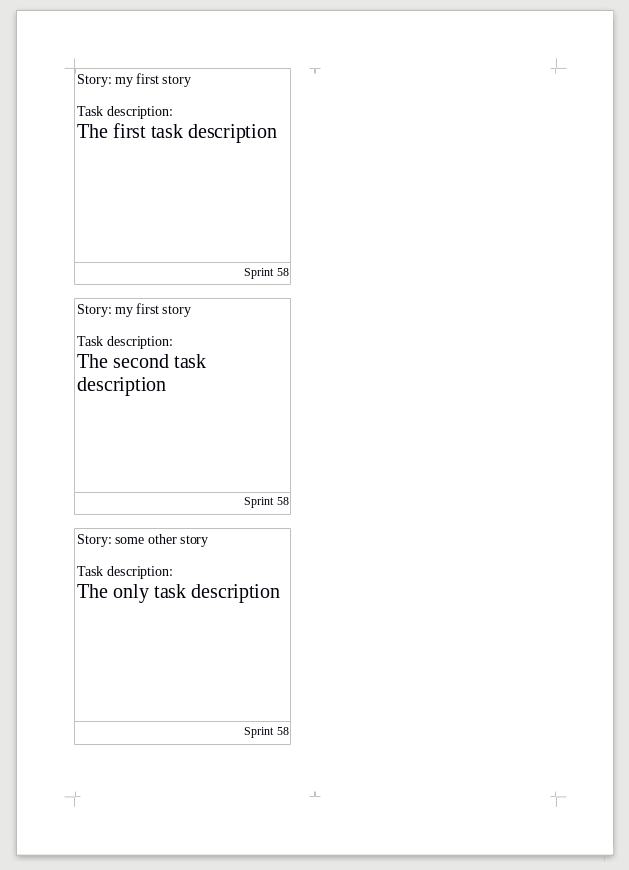 Story: my first story
Task description:
The first task description
Sprint 58
Story: my first story
Task description:
The second task
description
Sprint 58
Story: some other story
Task description:
The only task description
Sprint 58